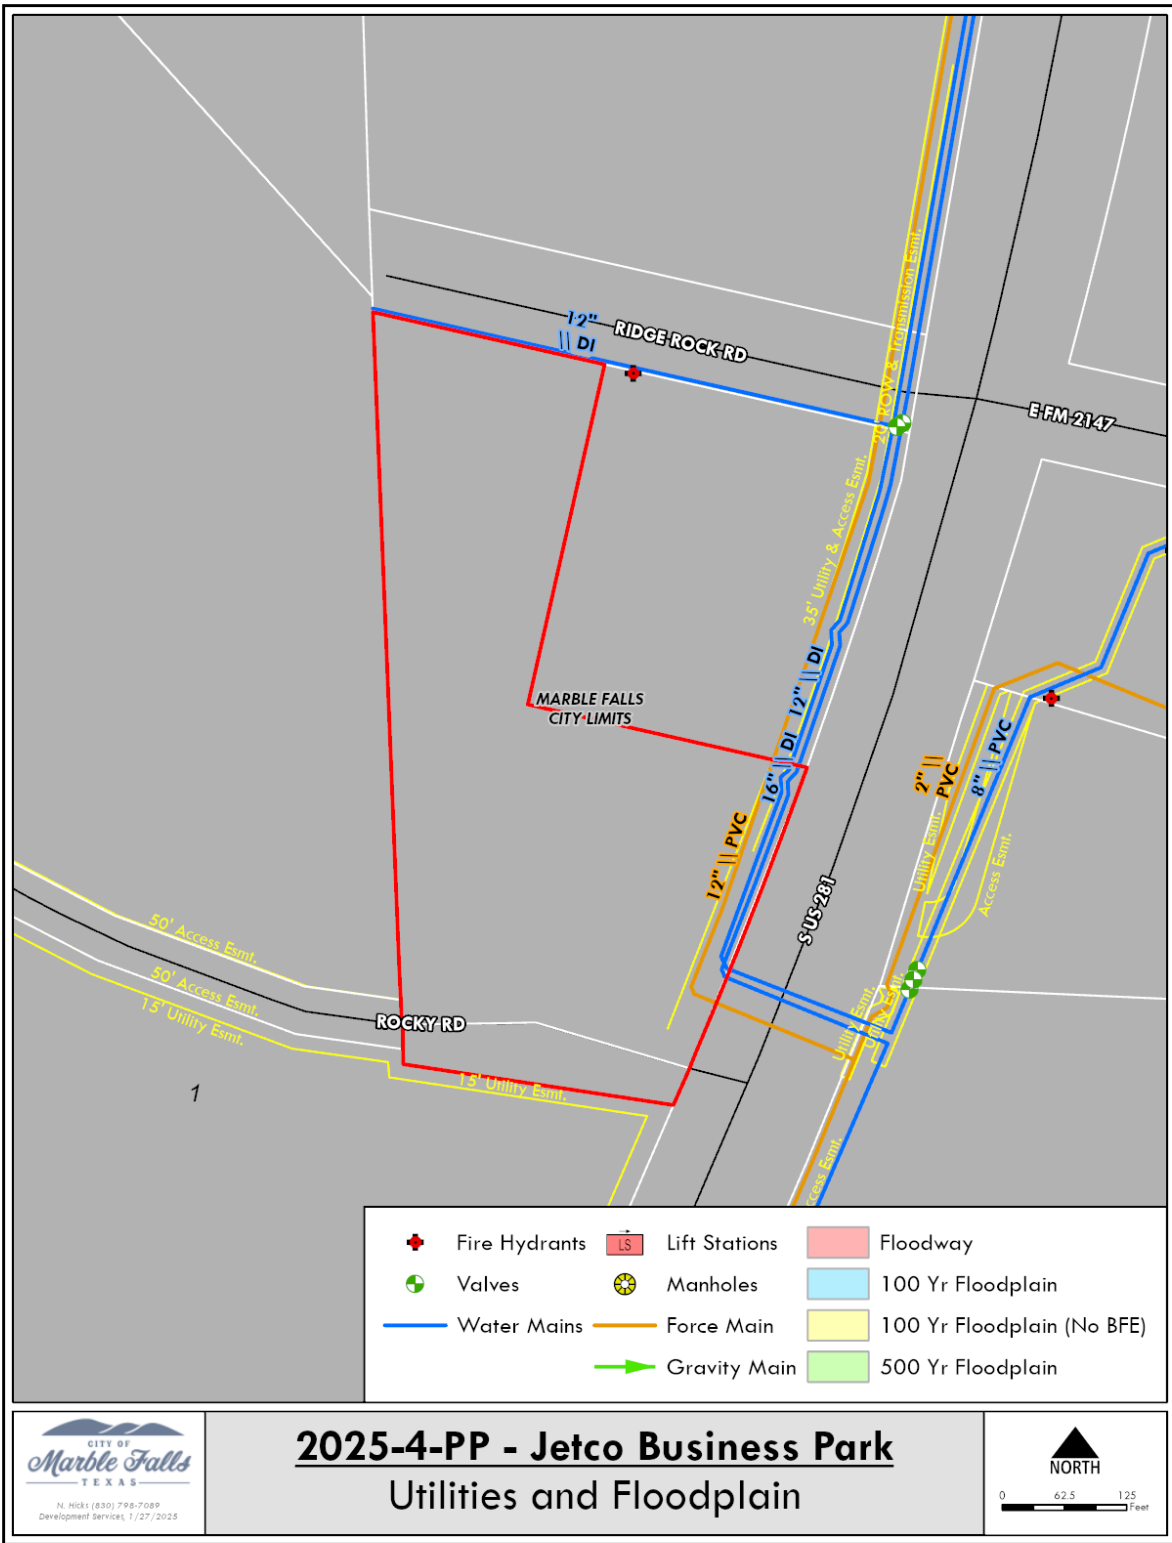 12"
|| DI
RIDGE ROCK RD
20' ROW & Transmission Esmt.
E FM 2147
35' Utility & Access Esmt.
12" || DI
MARBLE FALLS
CITY LIMITS
16" || DI
2" ||
PVC
8" || PVC
12" || PVC
Utility Esmt.
Access Esmt.
S US 281
50' Access Esmt.
50' Access Esmt.
15' Utility Esmt.
ROCKY RD
Utility Esmt.
Utility Esmt.
15' Utility Esmt.
1
ccess Esmt.
Fire Hydrants
LS
Lift Stations
Floodway
Valves
Manholes
100 Yr Floodplain
Water Mains
Force Main
100 Yr Floodplain (No BFE)
Gravity Main
500 Yr Floodplain
CITY OF
Marble Falls
TEXAS
N. Hicks (830) 798-7089
Development Services, 1/27/2025
2025-4-PP - Jetco Business Park
Utilities and Floodplain
NORTH
0 62.5 125
Feet